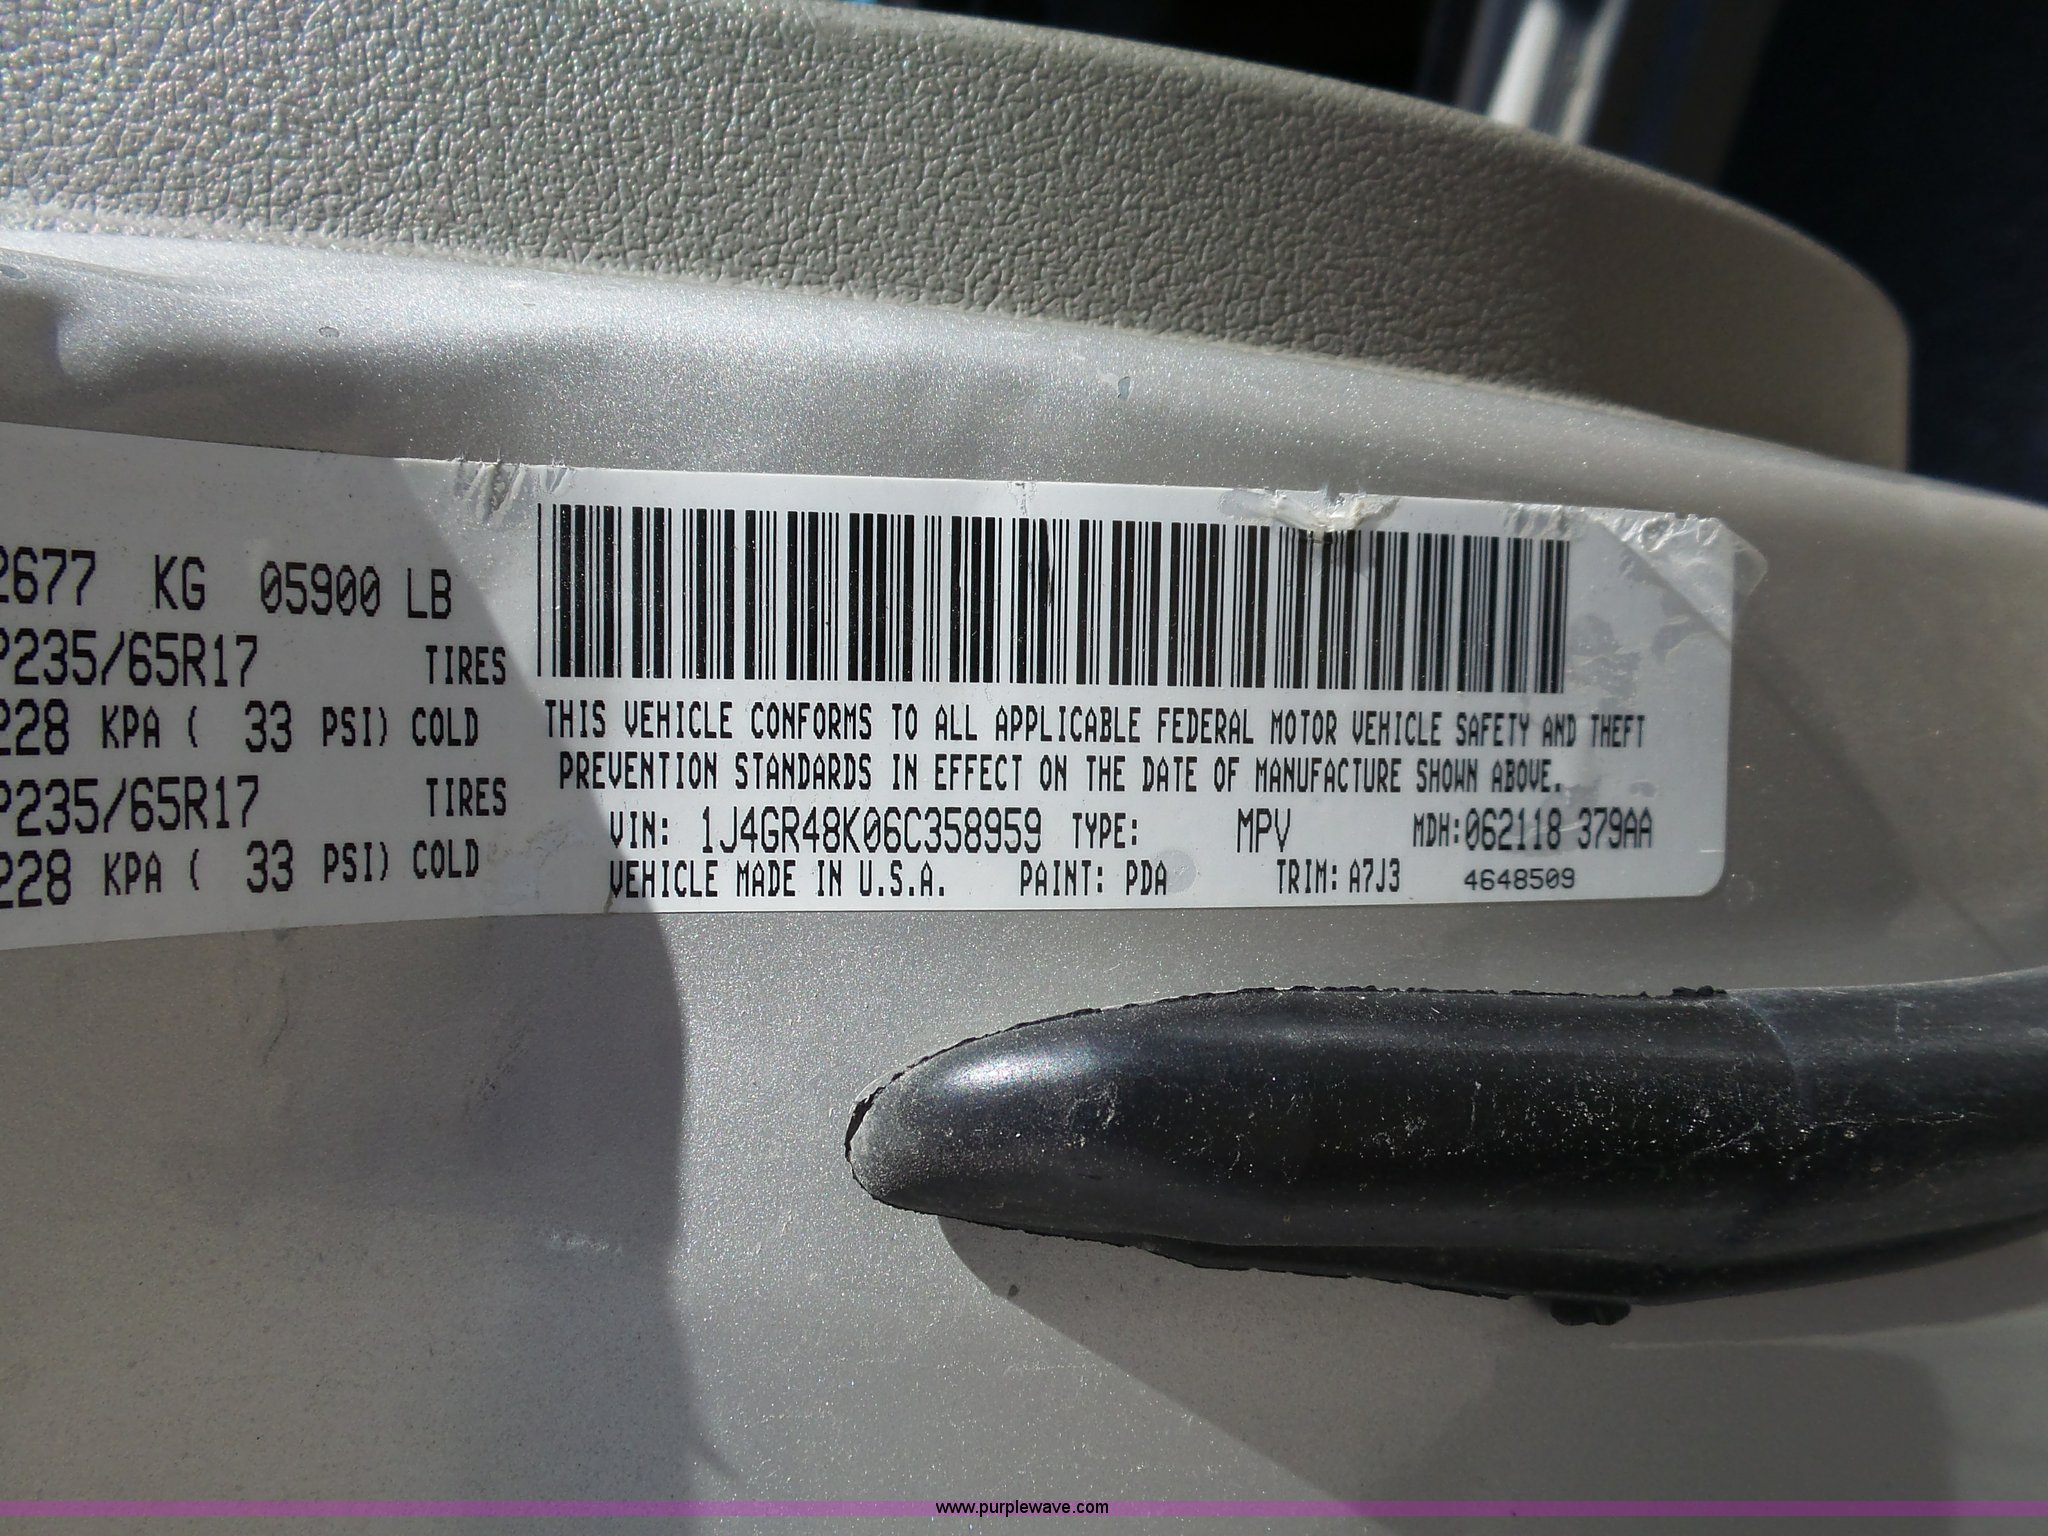 2677 KG 05900 LB
P235/65R17 TIRES
228 KPA ( 33 PSI) COLD
P235/65R17 TIRES
228 KPA ( 33 PSI) COLD
THIS VEHICLE CONFORMS TO ALL APPLICABLE FEDERAL MOTOR VEHICLE SAFETY AND THEFT
PREVENTION STANDARDS IN EFFECT ON THE DATE OF MANUFACTURE SHOWN ABOVE.
VIN: 1J4GR48K06C358959 TYPE: MPV MDH:062118 379AA
VEHICLE MADE IN U.S.A. PAINT: PDA TRIM: A7J3 4648509
www.purplewave.com